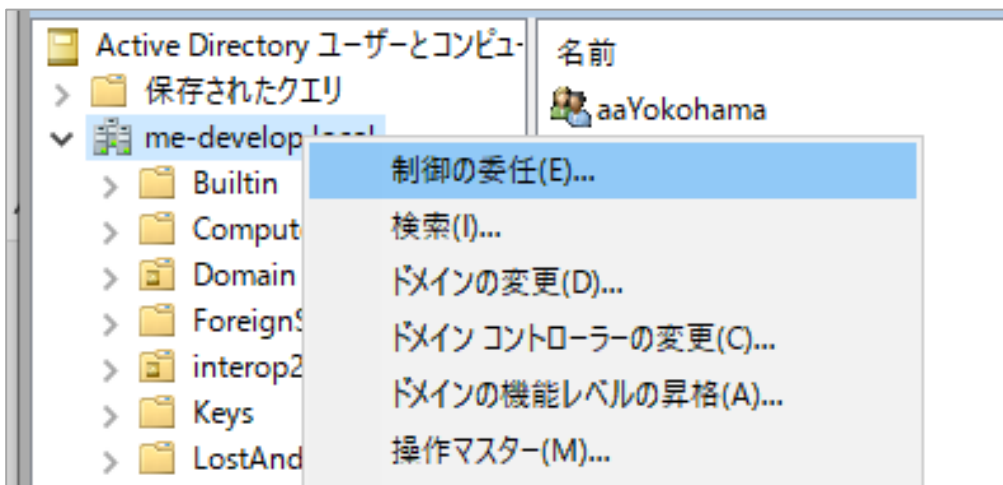 Active Directory ユーザーとコンピュ
保存されたクエリ
me-develop.local
Builtin
Comput
Domain
Foreign
interop2
Keys
LostAnd
名前
aaYokohama
制御の委任(E)...
検索(I)...
ドメインの変更(D)...
ドメイン コントローラーの変更(C)...
ドメインの機能レベルの昇格(A)...
操作マスター(M)...